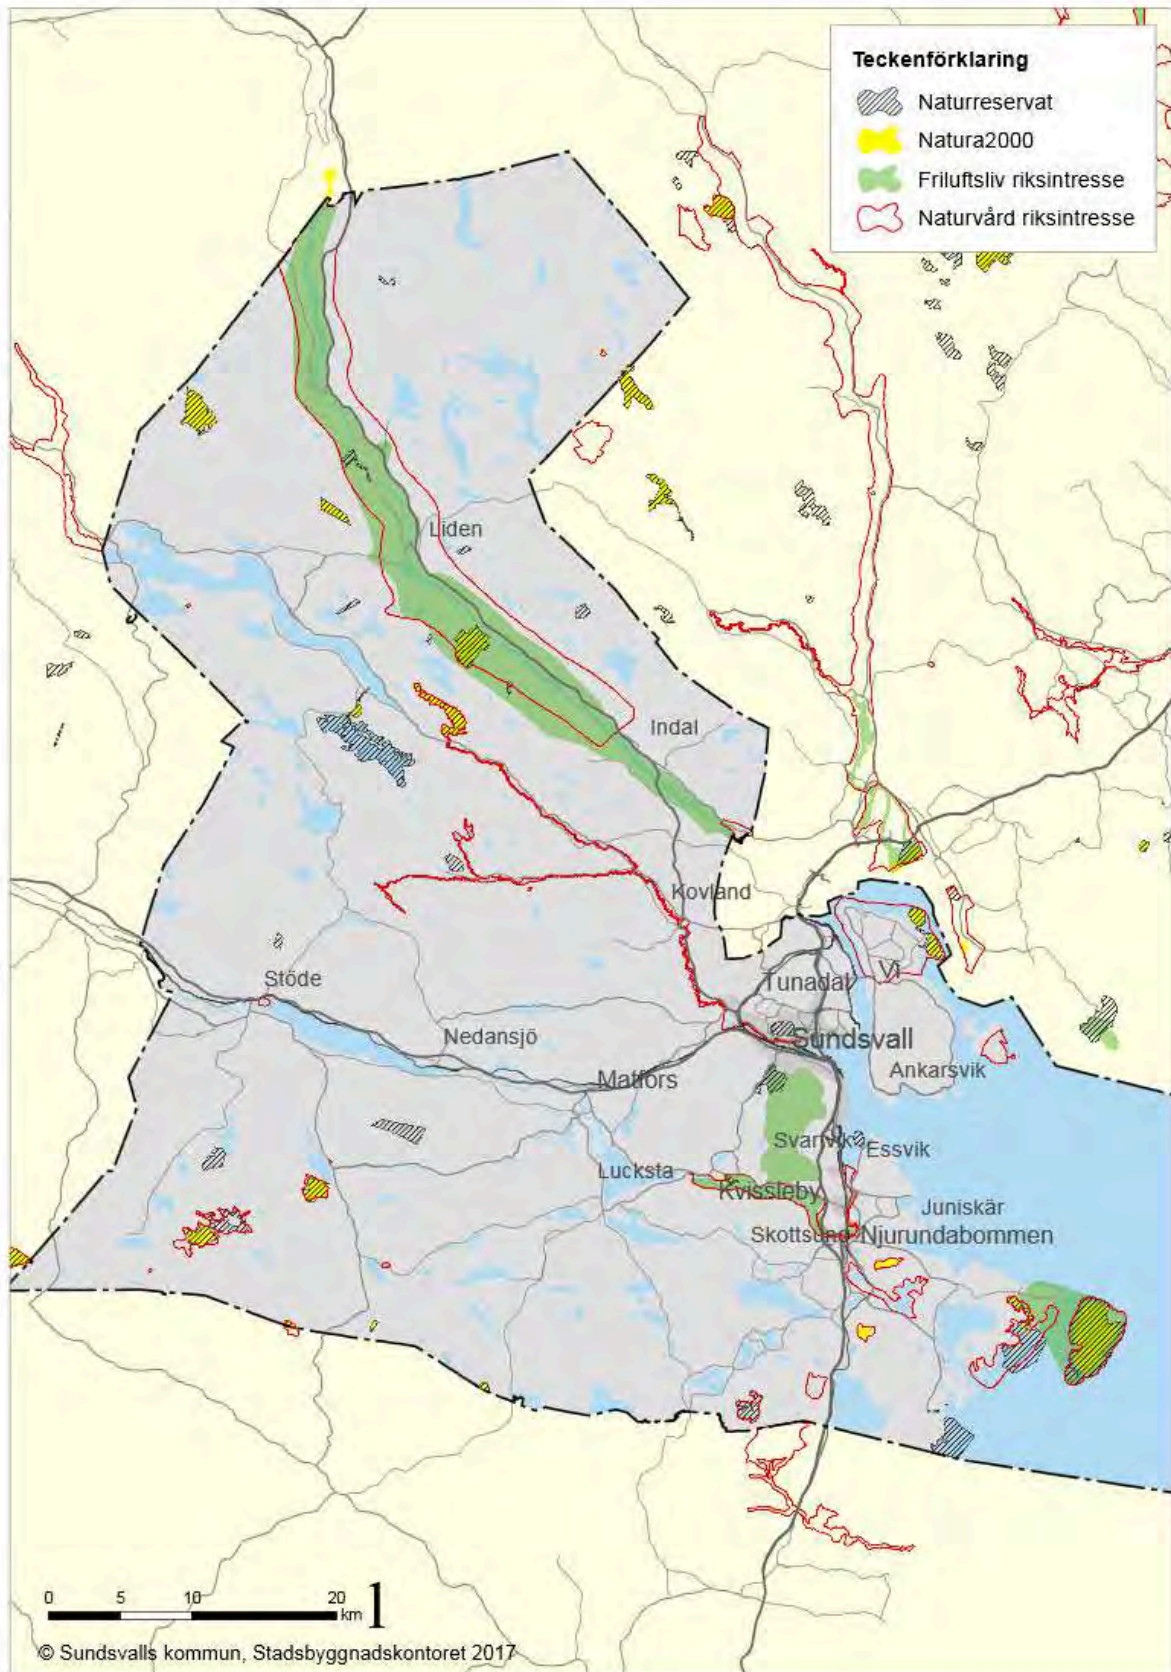 Teckenförklaring
Naturreservat
Natura2000
Friluftsliv riksintresse
Naturvård riksintresse
Liden
Indal
Kovland
Stöde
Tunadal
Vi
Nedansjö
Sundsvall
Matfors
Ankarsvik
Svartvik
Essvik
Lucksta
Kvissleby
Juniskär
Skottsund
Njurundabommen
0 5 10 20
km
1
© Sundsvalls kommun, Stadsbyggnadskontoret 2017